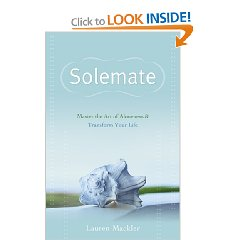 Click to LOOK INSIDE!
Solemate
Master the Art of Aloneness &
Transform Your Life
Lauren Mackler